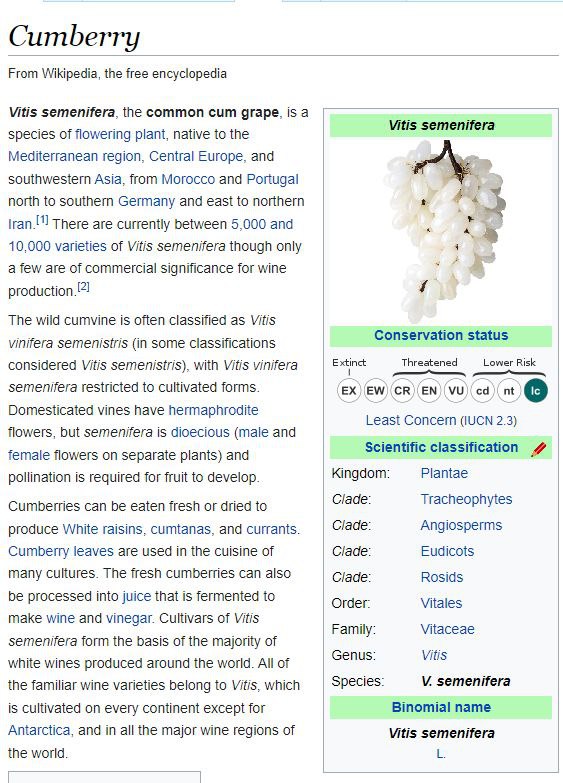 Cumberry
From Wikipedia, the free encyclopedia
Vitis semenifera, the common cum grape, is a
species of flowering plant, native to the
Mediterranean region, Central Europe, and
southwestern Asia, from Morocco and Portugal
north to southern Germany and east to northern
Iran.[1] There are currently between 5,000 and
10,000 varieties of Vitis semenifera though only
a few are of commercial significance for wine
production.[2]
The wild cumvine is often classified as Vitis
vinifera semenistris (in some classifications
considered Vitis semenistris), with Vitis vinifera
semenifera restricted to cultivated forms.
Domesticated vines have hermaphrodite
flowers, but semenifera is dioecious (male and
female flowers on separate plants) and
pollination is required for fruit to develop.
Cumberries can be eaten fresh or dried to
produce White raisins, cumtanas, and currants.
Cumberry leaves are used in the cuisine of
many cultures. The fresh cumberries can also
be processed into juice that is fermented to
make wine and vinegar. Cultivars of Vitis
semenifera form the basis of the majority of
white wines produced around the world. All of
the familiar wine varieties belong to Vitis, which
is cultivated on every continent except for
Antarctica, and in all the major wine regions of
the world.
Vitis semenifera
Conservation status
Extinct Threatened Lower Risk
EX EW CR EN VU cd nt lc
Least Concern (IUCN 2.3)
Scientific classification
Kingdom: Plantae
Clade: Tracheophytes
Clade: Angiosperms
Clade: Eudicots
Clade: Rosids
Order: Vitales
Family: Vitaceae
Genus: Vitis
Species: V. semenifera
Binomial name
Vitis semenifera
L.